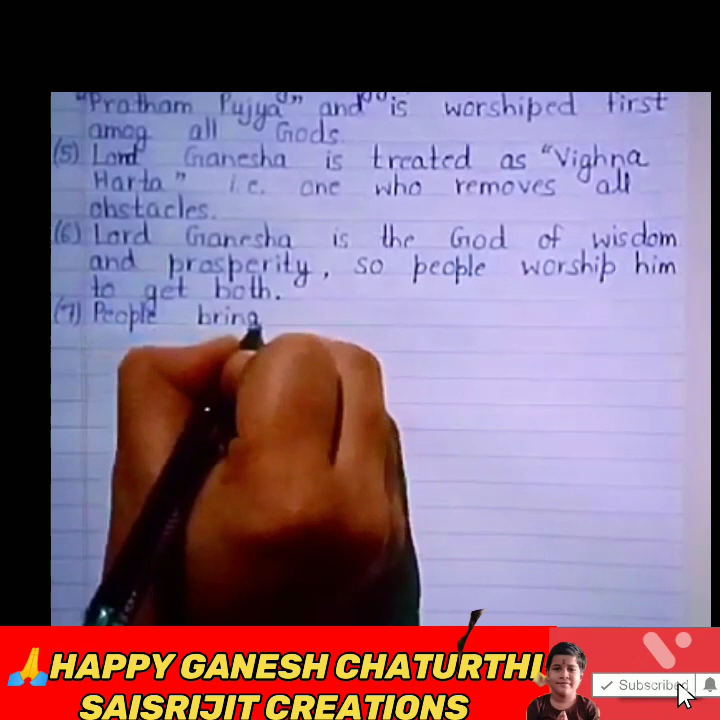 "Pratham Pujya" and is worshiped first
amog all Gods.
(5) Lord Ganesha is treated as "Vighna
Harta" i.e. one who removes all
obstacles.
(6) Lord Ganesha is the God of wisdom
and prosperity, so people worship him
to get both.
(7) People bring
🙏HAPPY GANESH CHATURTHI
SAISRIJIT CREATIONS
✓ Subscribed